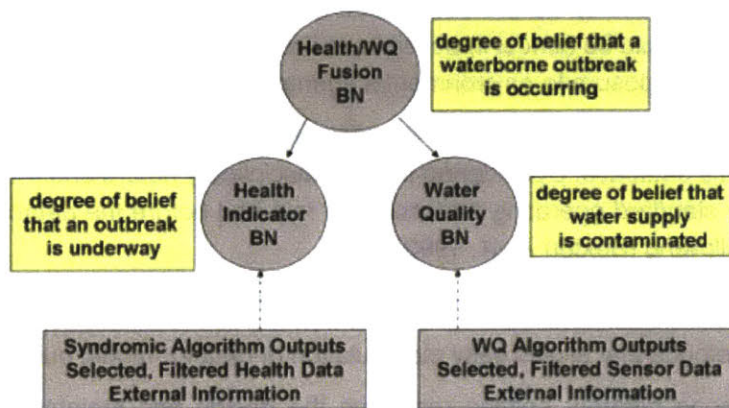 Health/WQ
Fusion
BN
degree of belief that a
waterborne outbreak
is occurring
degree of belief
that an outbreak
is underway
Health
Indicator
BN
Water
Quality
BN
degree of belief that
water supply
is contaminated
Syndromic Algorithm Outputs
Selected, Filtered Health Data
External Information
WQ Algorithm Outputs
Selected, Filtered Sensor Data
External Information